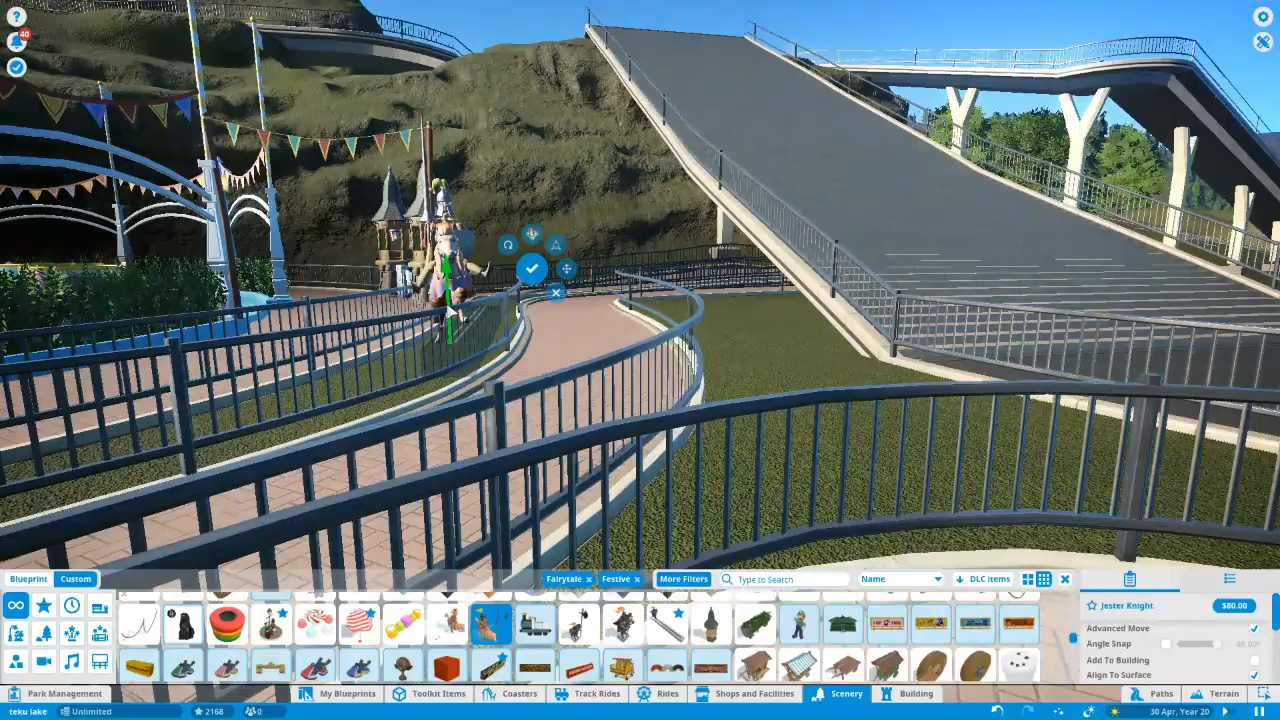 ?
40
Blueprint
Custom
Fairytale ×
Festive ×
More Filters
Type to Search
Name
DLC items
Jester Knight
$80.00
Advanced Move
Angle Snap
45.00°
Add To Building
Align To Surface
Park Management
My Blueprints
Toolkit Items
Coasters
Track Rides
Rides
Shops and Facilities
Scenery
Building
Paths
Terrain
teku lake
Unlimited
2168
0
30 Apr, Year 20